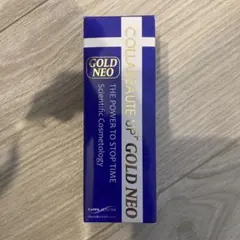 GOLD
NEO
THE POWER TO STOP TIME
Scientific Cosmetology
COLLABEAUTE UP GOLD NEO